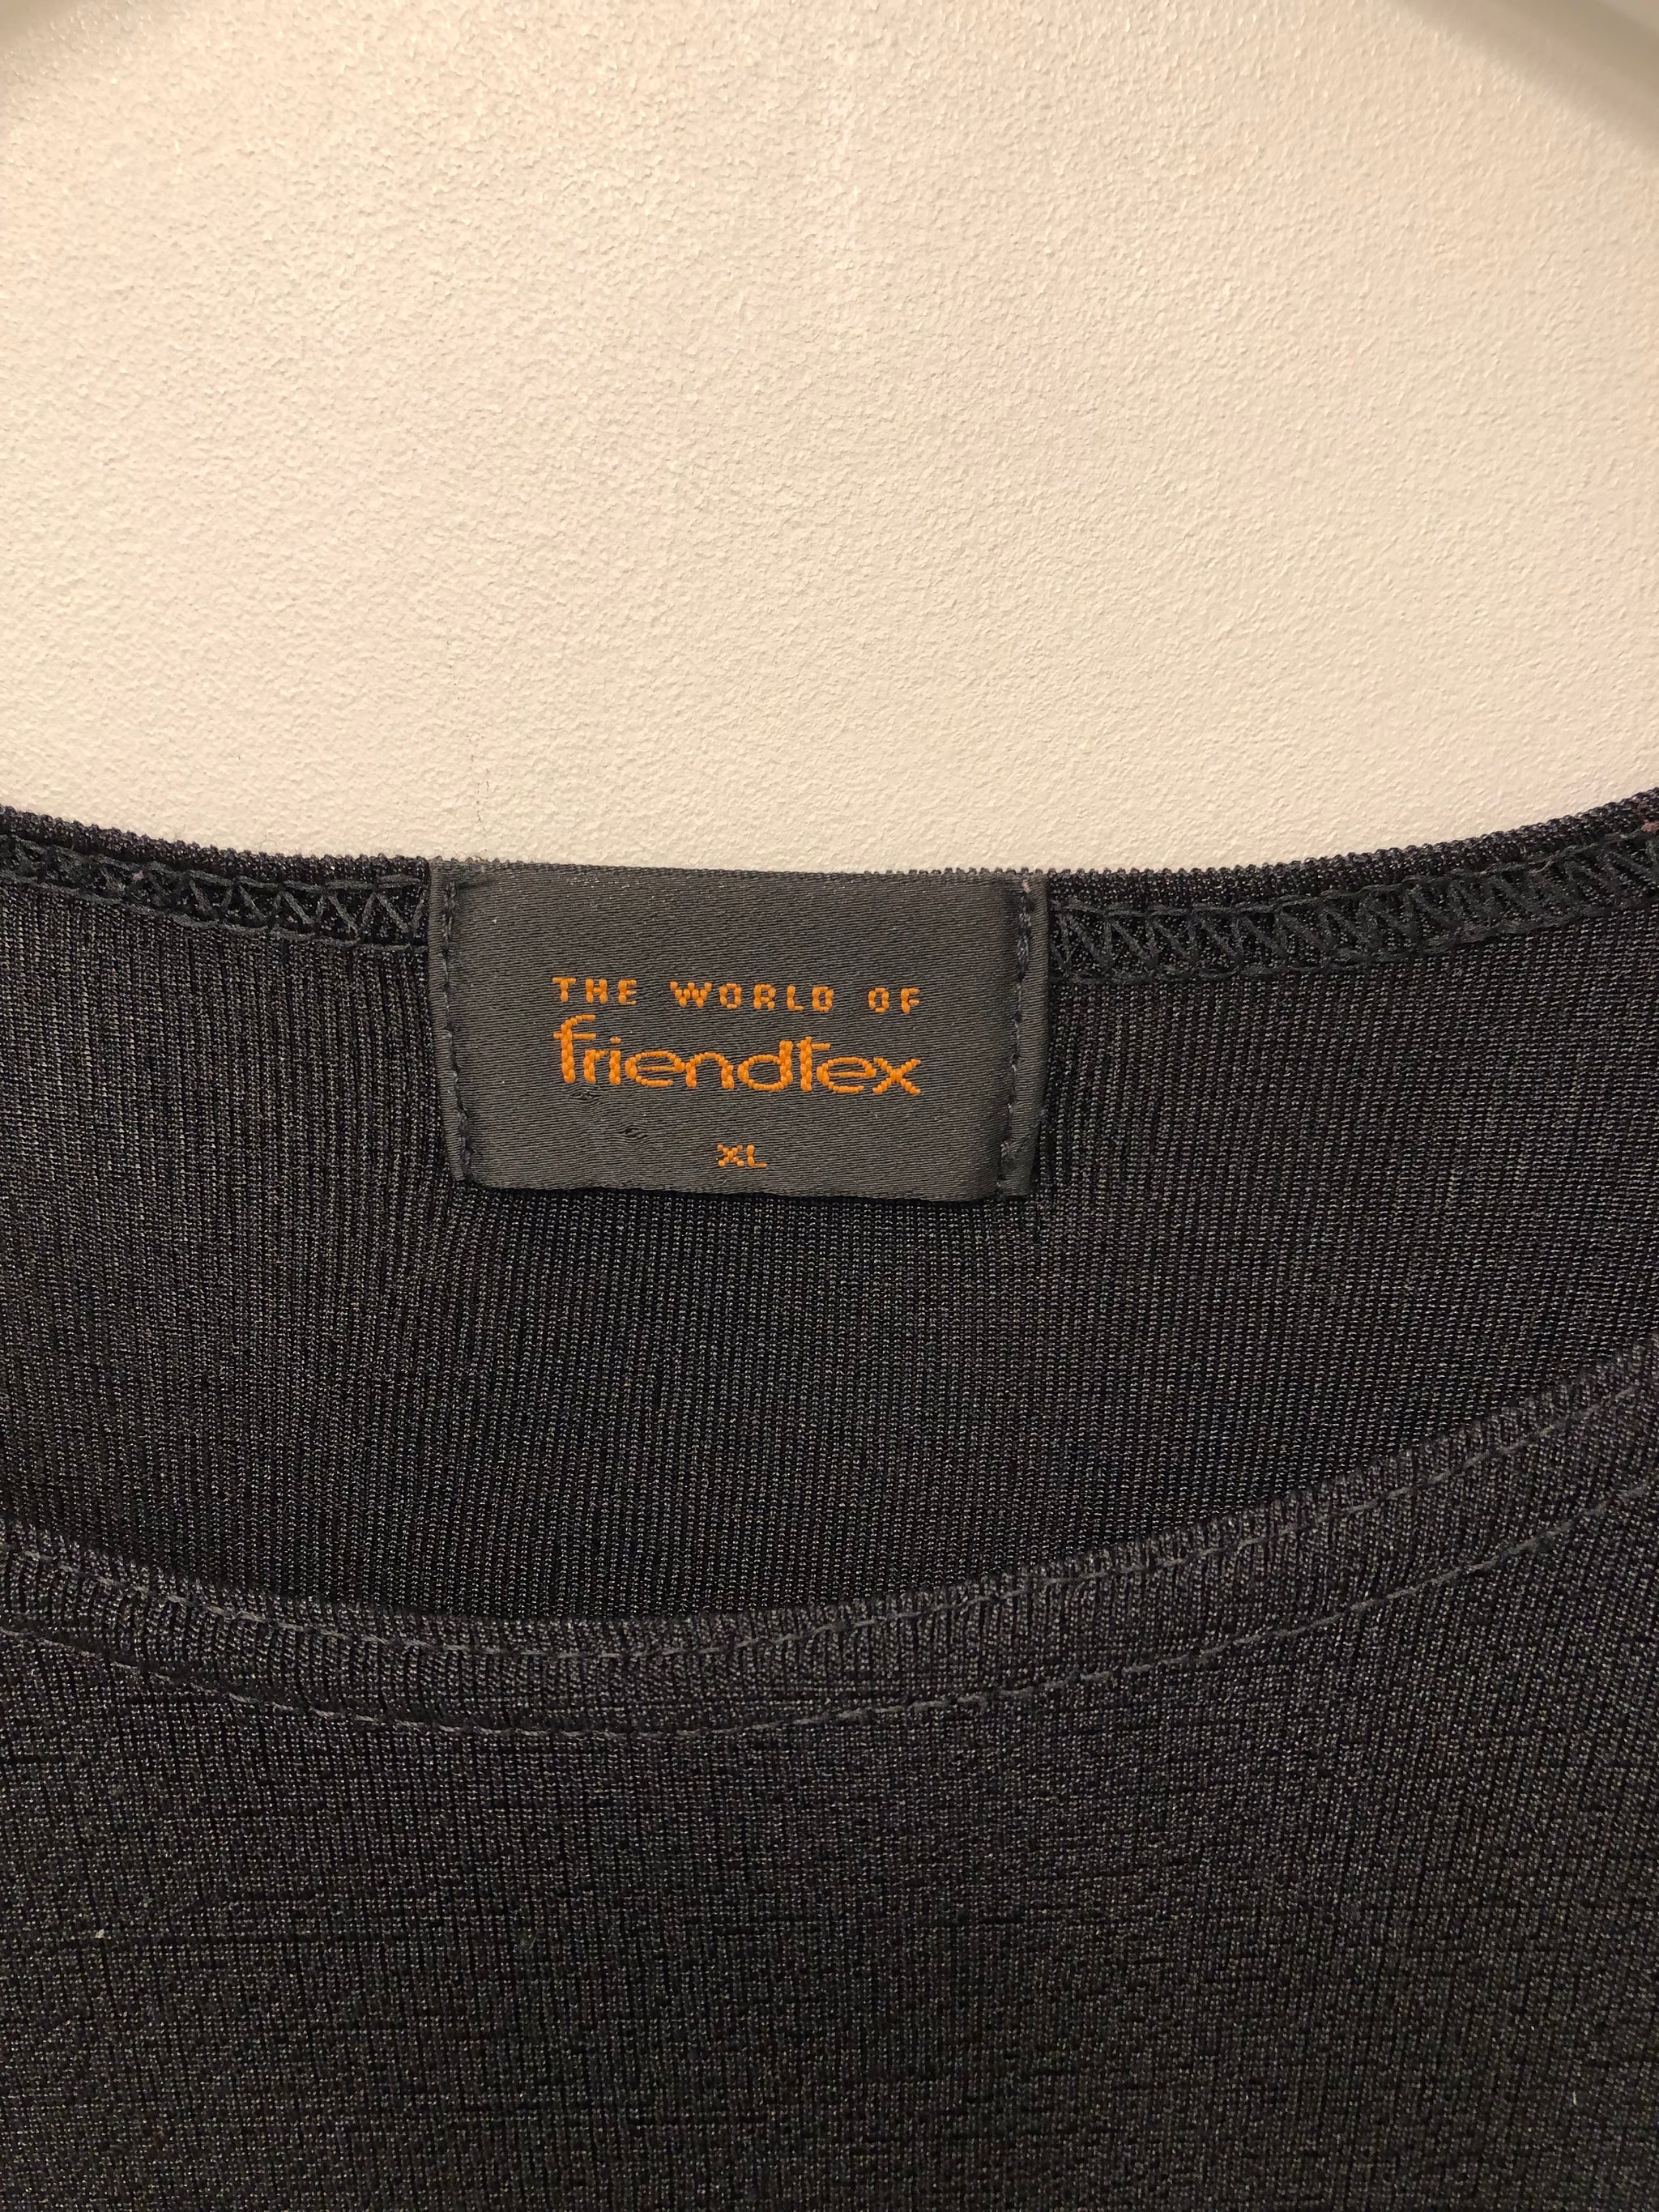 THE WORLD OF
friendtex
XL